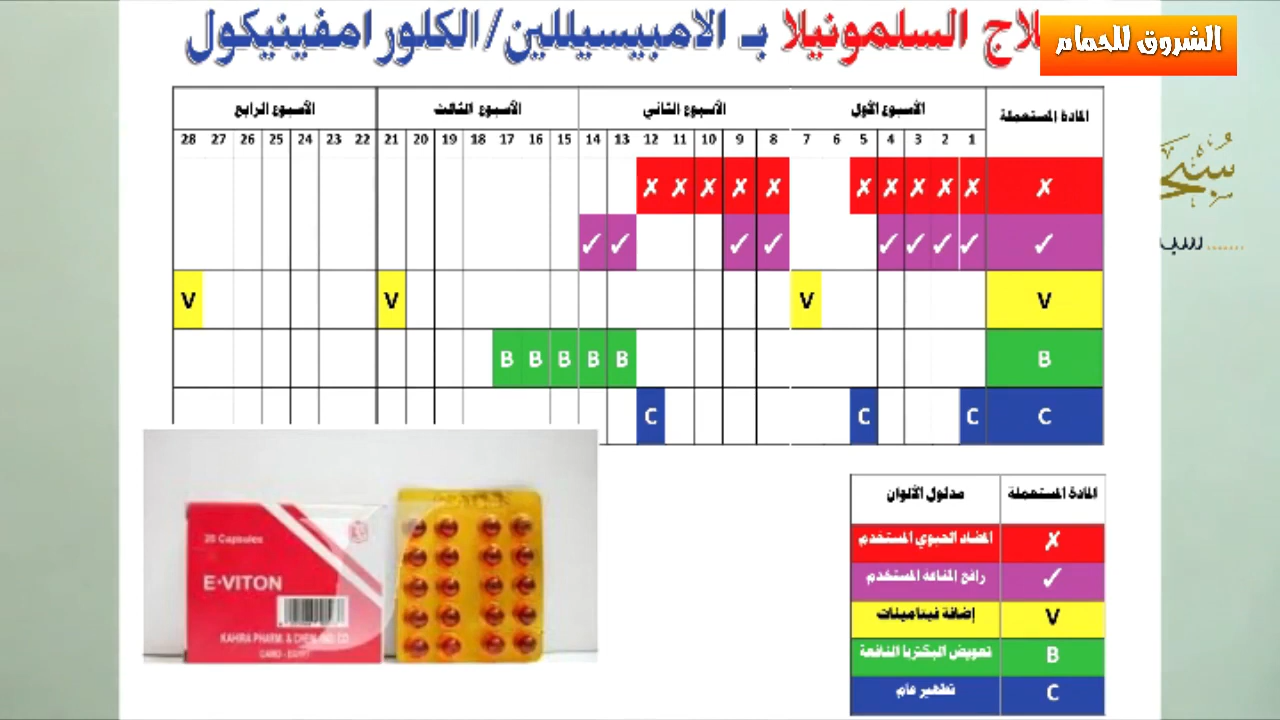 لاج السلمونيلا بـ الامبيسيللين/الكلورامفينيكول
الشروق للحمام
المادة المستعملة الأسبوع الأول الأسبوع الثاني الأسبوع الثالث الأسبوع الرابع
1 2 3 4 5 6 7 8 9 10 11 12 13 14 15 16 17 18 19 20 21 22 23 24 25 26 27 28
✗ ✗ ✗ ✗ ✗ ✗ ✗ ✗ ✗ ✗ ✗
✓ ✓ ✓ ✓ ✓ ✓ ✓ ✓ ✓
V V V V
B B B B B B
C C C C
سب
20 Capsules
E-VITON
KAHIRA PHARM. & CHEM. IND. CO
CAIRO - EGYPT
المادة المستعملة مدلول الألوان
✗ المضاد الحيوي المستخدم
✓ رافع المناعة المستخدم
V إضافة فيتامينات
B تعويض البكتريا النافعة
C تطهير عام